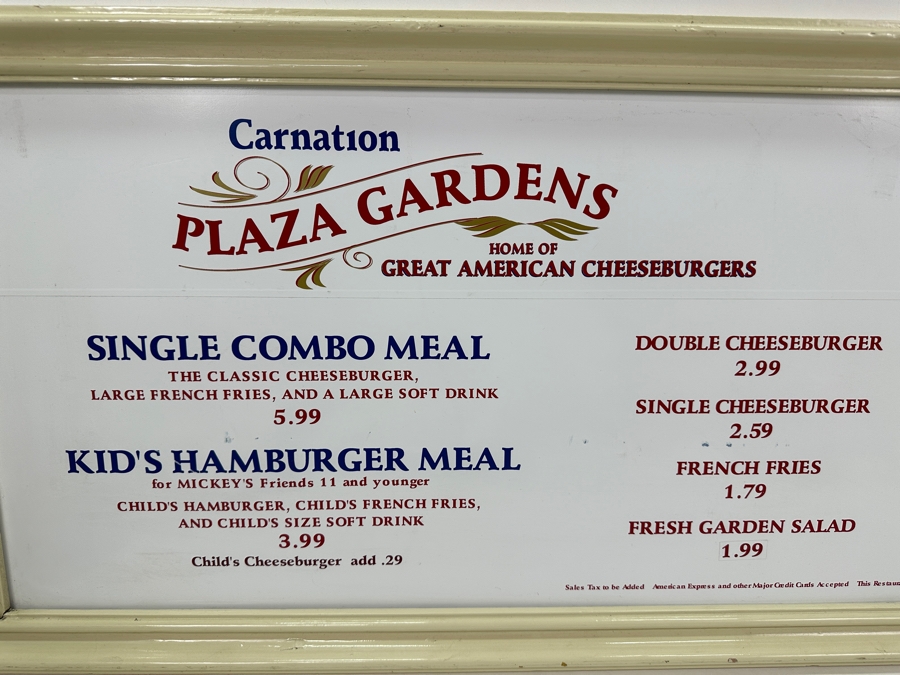 Carnation
PLAZA GARDENS
HOME OF
GREAT AMERICAN CHEESEBURGERS
SINGLE COMBO MEAL
THE CLASSIC CHEESEBURGER,
LARGE FRENCH FRIES, AND A LARGE SOFT DRINK
5.99
KID'S HAMBURGER MEAL
for MICKEY'S Friends 11 and younger
CHILD'S HAMBURGER, CHILD'S FRENCH FRIES,
AND CHILD'S SIZE SOFT DRINK
3.99
Child's Cheeseburger add .29
DOUBLE CHEESEBURGER
2.99
SINGLE CHEESEBURGER
2.59
FRENCH FRIES
1.79
FRESH GARDEN SALAD
1.99
Sales Tax to be Added American Express and other Major Credit Cards Accepted This